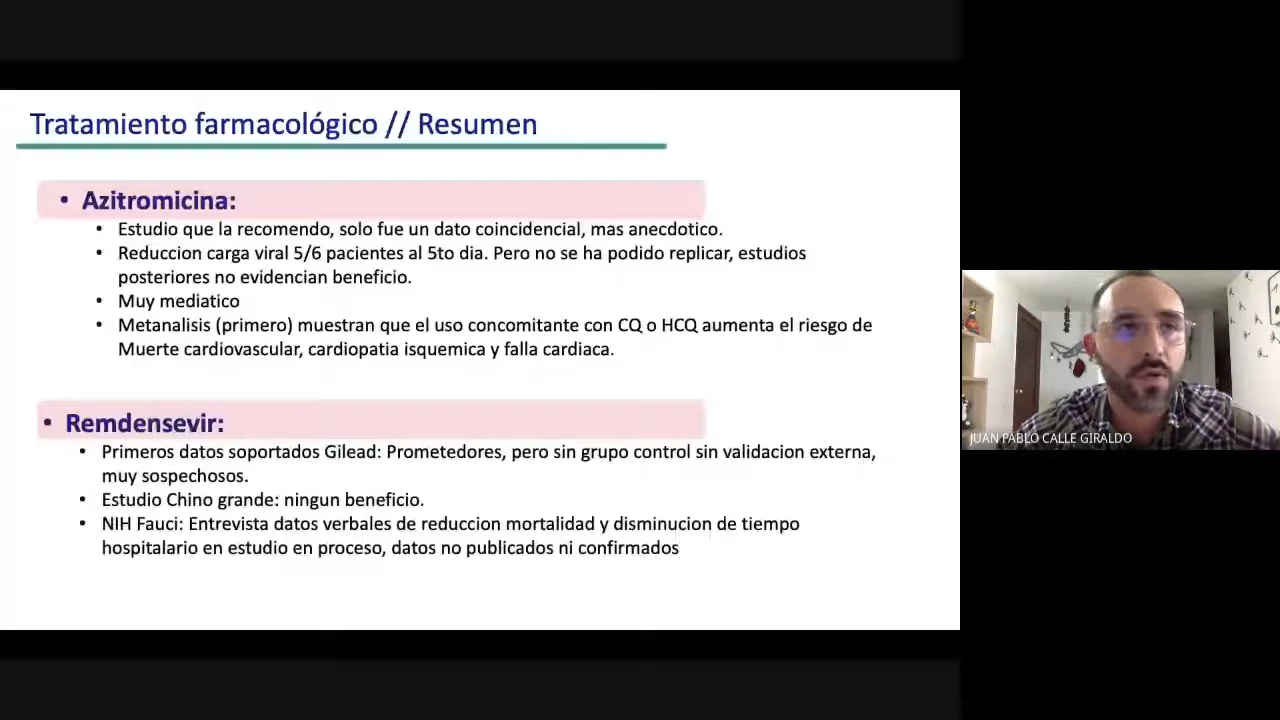 Tratamiento farmacológico // Resumen
• Azitromicina:
• Estudio que la recomendo, solo fue un dato coincidencial, mas anecdotico.
• Reduccion carga viral 5/6 pacientes al 5to dia. Pero no se ha podido replicar, estudios
posteriores no evidencian beneficio.
• Muy mediatico
• Metanalisis (primero) muestran que el uso concomitante con CQ o HCQ aumenta el riesgo de
Muerte cardiovascular, cardiopatia isquemica y falla cardiaca.
• Remdensevir:
• Primeros datos soportados Gilead: Prometedores, pero sin grupo control sin validacion externa,
muy sospechosos.
• Estudio Chino grande: ningun beneficio.
• NIH Fauci: Entrevista datos verbales de reduccion mortalidad y disminucion de tiempo
hospitalario en estudio en proceso, datos no publicados ni confirmados
JUAN PABLO CALLE GIRALDO